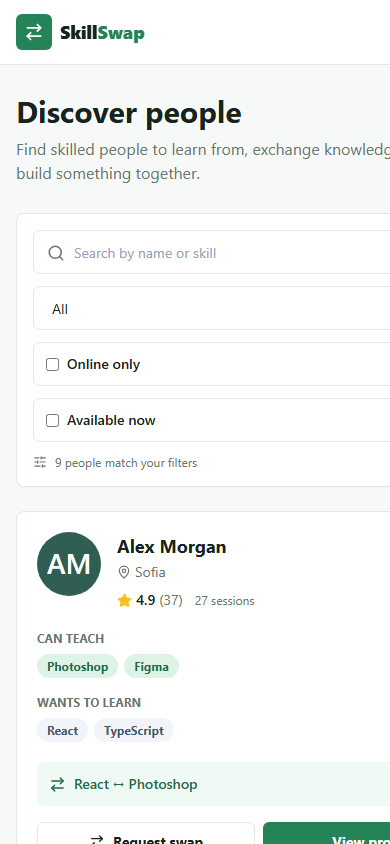 SkillSwap
Discover people
Find skilled people to learn from, exchange
build something together.
Search by name or skill
All
Online only
Available now
9 people match your filters
AM
Alex Morgan
Sofia
4.9 (37) 27 sessions
CAN TEACH
Photoshop Figma
WANTS TO LEARN
React TypeScript
React ↔ Photoshop
Request swap View